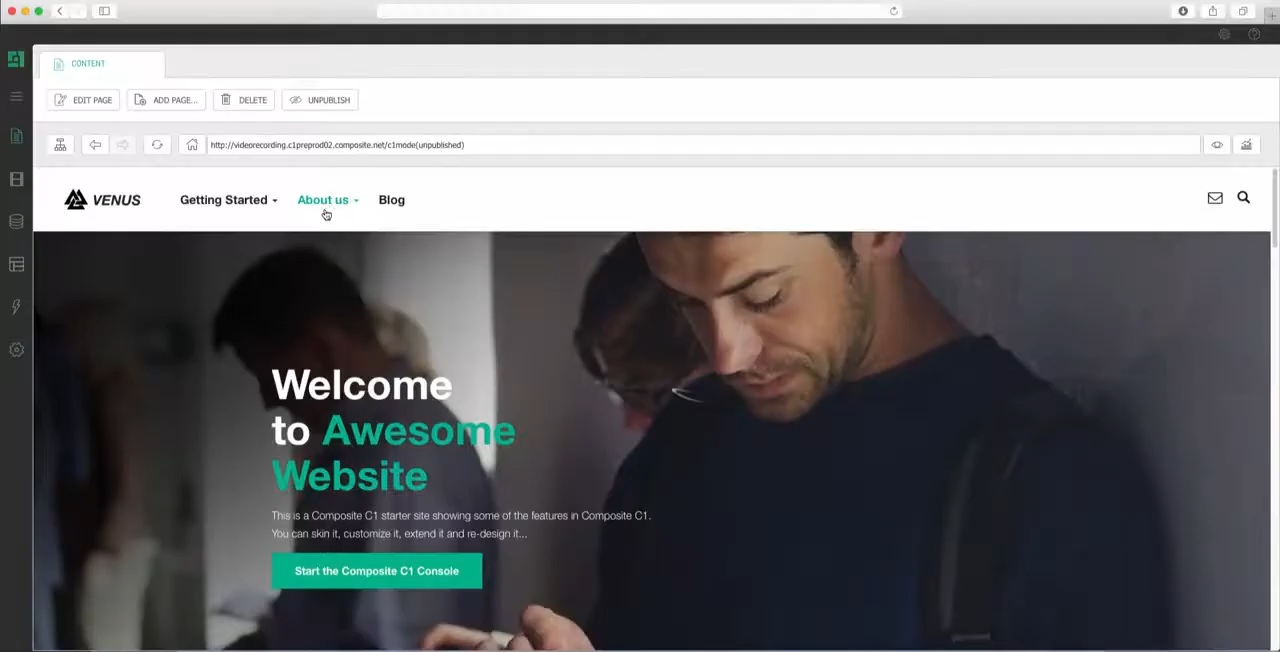 CONTENT
EDIT PAGE
ADD PAGE...
DELETE
UNPUBLISH
http://videorecording.c1preprod02.composite.net/c1mode(unpublished)
VENUS
Getting Started
About us
Blog
Welcome
to Awesome
Website
This is a Composite C1 starter site showing some of the features in Composite C1.
You can skin it, customize it, extend it and re-design it...
Start the Composite C1 Console